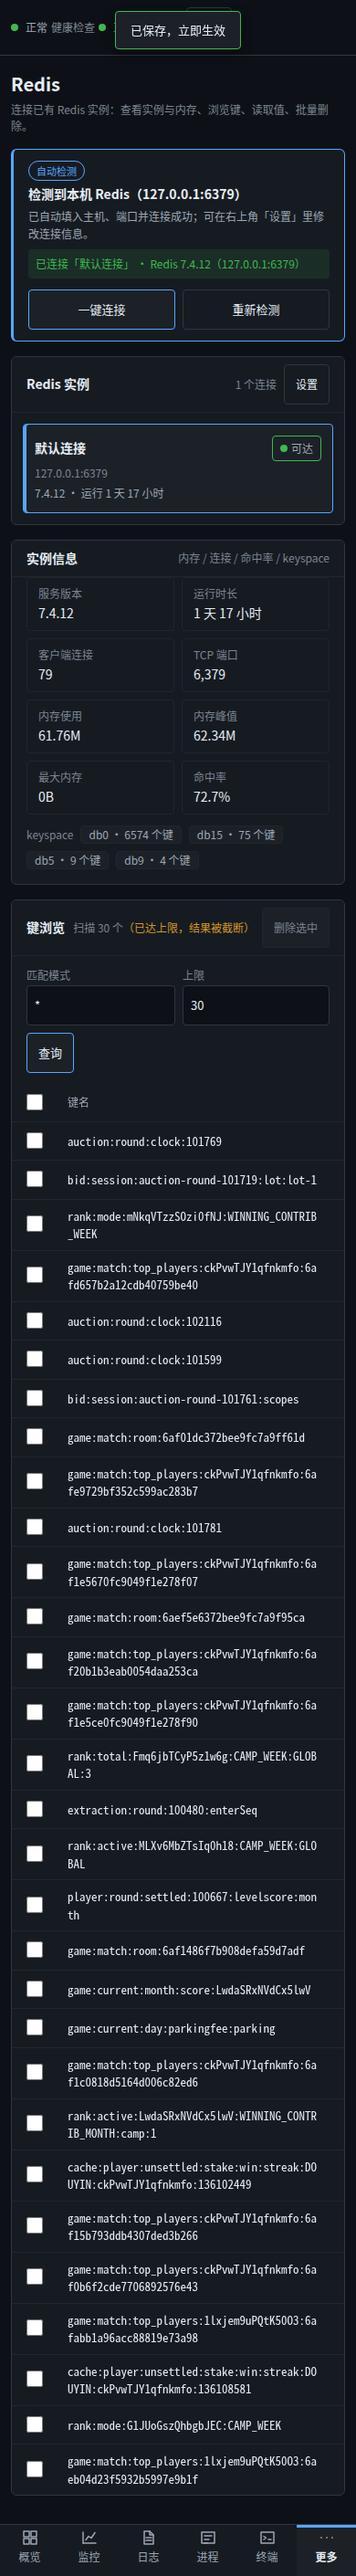 正常 健康检查
已保存，立即生效
Redis
连接已有 Redis 实例：查看实例与内存、浏览键、读取值、批量删
除。
自动检测
检测到本机 Redis（127.0.0.1:6379）
已自动填入主机、端口并连接成功；可在右上角「设置」里修
改连接信息。
已连接「默认连接」 · Redis 7.4.12（127.0.0.1:6379）
一键连接 重新检测
Redis 实例 1 个连接 设置
默认连接 可达
127.0.0.1:6379
7.4.12 · 运行 1 天 17 小时
实例信息 内存 / 连接 / 命中率 / keyspace
服务版本 运行时长
7.4.12 1 天 17 小时
客户端连接 TCP 端口
79 6,379
内存使用 内存峰值
61.76M 62.34M
最大内存 命中率
0B 72.7%
keyspace db0 · 6574 个键 db15 · 75 个键
db5 · 9 个键 db9 · 4 个键
键浏览 扫描 30 个（已达上限，结果被截断） 删除选中
匹配模式 上限
* 30
查询
键名
auction:round:clock:101769
bid:session:auction-round-101719:lot:lot-1
rank:mode:mNkqVTzzSOziOfNJ:WINNING_CONTRIB
_WEEK
game:match:top_players:ckPvwTJY1qfnkmfo:6a
fd657b2a12cdb40759be40
auction:round:clock:102116
auction:round:clock:101599
bid:session:auction-round-101761:scopes
game:match:room:6af01dc372bee9fc7a9ff61d
game:match:top_players:ckPvwTJY1qfnkmfo:6a
fe9729bf352c599ac283b7
auction:round:clock:101781
game:match:top_players:ckPvwTJY1qfnkmfo:6a
f1e5670fc9049f1e278f07
game:match:room:6aef5e6372bee9fc7a9f95ca
game:match:top_players:ckPvwTJY1qfnkmfo:6a
f20b1b3eab0054daa253ca
game:match:top_players:ckPvwTJY1qfnkmfo:6a
f1e5ce0fc9049f1e278f90
rank:total:Fmq6jbTCyP5z1w6g:CAMP_WEEK:GLOB
AL:3
extraction:round:100480:enterSeq
rank:active:MLXv6MbZTsIqOh18:CAMP_WEEK:GLO
BAL
player:round:settled:100667:levelscore:mon
th
game:match:room:6af1486f7b908defa59d7adf
game:current:month:score:LwdaSRxNVdCx5lwV
game:current:day:parkingfee:parking
game:match:top_players:ckPvwTJY1qfnkmfo:6a
f1c0818d5164d006c82ed6
rank:active:LwdaSRxNVdCx5lwV:WINNING_CONTR
IB_MONTH:camp:1
cache:player:unsettled:stake:win:streak:DO
UYIN:ckPvwTJY1qfnkmfo:136102449
game:match:top_players:ckPvwTJY1qfnkmfo:6a
f15b793ddb4307ded3b266
game:match:top_players:ckPvwTJY1qfnkmfo:6a
f0b6f2cde7706892576e43
game:match:top_players:1lxjem9uPQtK5OO3:6a
fabb1a96acc88819e73a98
cache:player:unsettled:stake:win:streak:DO
UYIN:ckPvwTJY1qfnkmfo:136108581
rank:mode:G1JUoGszQhbgbJEC:CAMP_WEEK
game:match:top_players:1lxjem9uPQtK5OO3:6a
eb04d23f5932b5997e9b1f
概览 监控 日志 进程 终端 更多